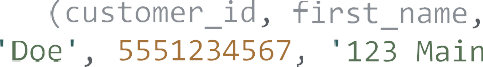 (customer_id, first_name,
'Doe', 5551234567, '123 Main